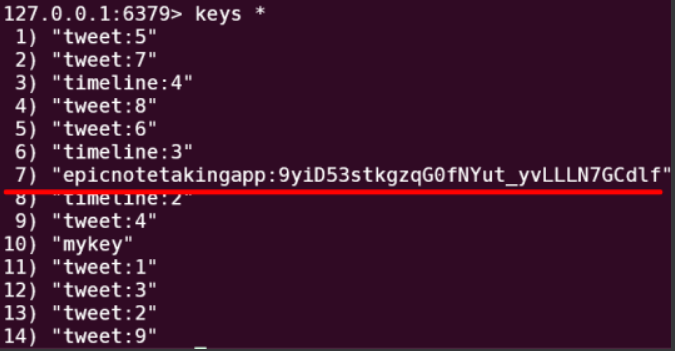 127.0.0.1:6379> keys *
1) "tweet:5"
2) "tweet:7"
3) "timeline:4"
4) "tweet:8"
5) "tweet:6"
6) "timeline:3"
7) "epicnotetakingapp:9yiD53stkgzqG0fNYut_yvLLLN7GCdlf"
8) "timeline:2"
9) "tweet:4"
10) "mykey"
11) "tweet:1"
12) "tweet:3"
13) "tweet:2"
14) "tweet:9"